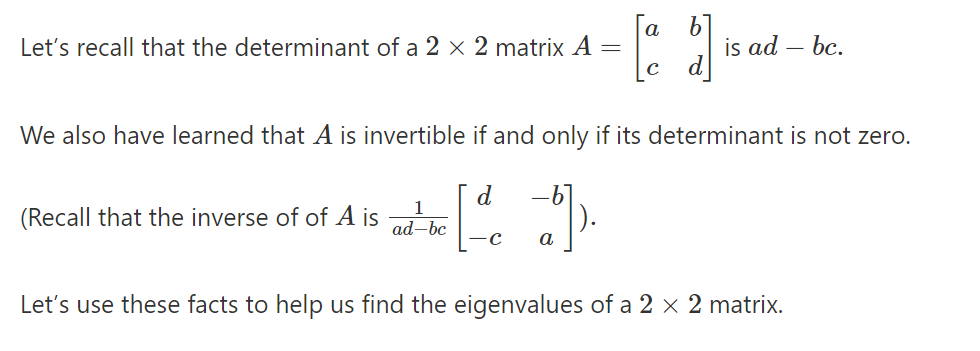 Let's recall that the determinant of a 2 × 2 matrix A = [a b; c d] is ad − bc.
We also have learned that A is invertible if and only if its determinant is not zero.
(Recall that the inverse of of A is 1/(ad−bc) [d −b; −c a]).
Let's use these facts to help us find the eigenvalues of a 2 × 2 matrix.